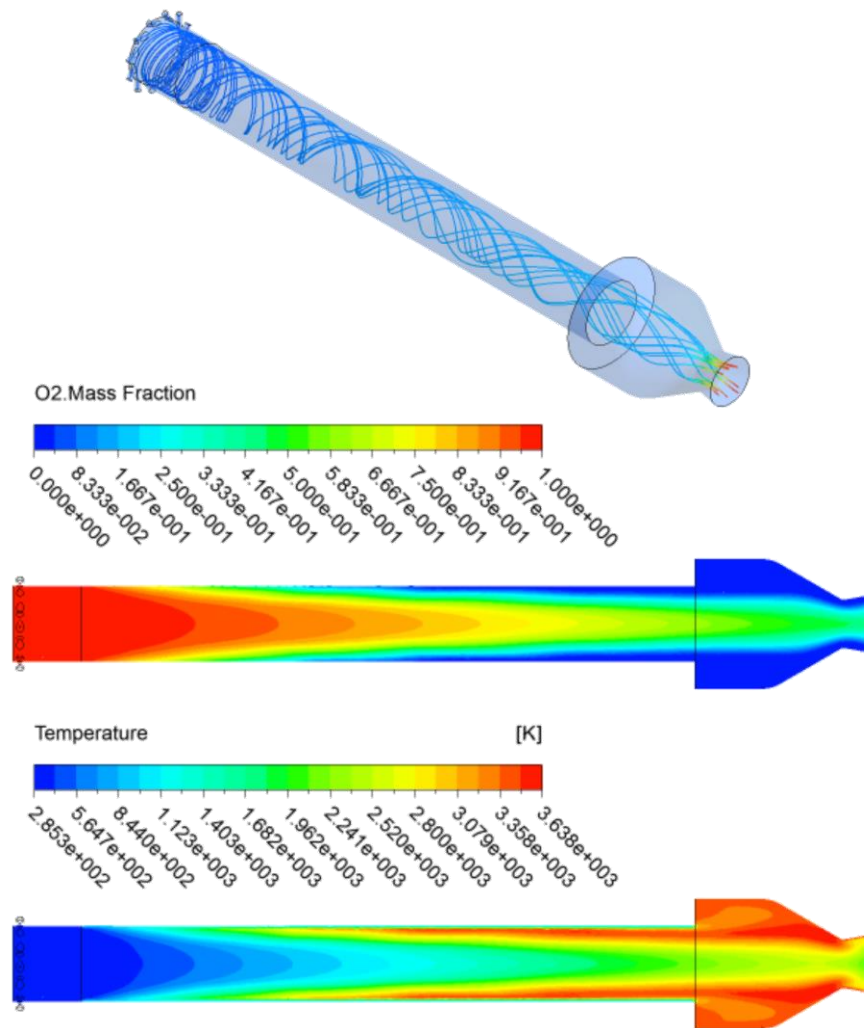 O2.Mass Fraction
0.000e+000
8.333e-002
1.667e-001
2.500e-001
3.333e-001
4.167e-001
5.000e-001
5.833e-001
6.667e-001
7.500e-001
8.333e-001
9.167e-001
1.000e+000
Temperature [K]
2.853e+002
5.647e+002
8.440e+002
1.123e+003
1.403e+003
1.682e+003
1.962e+003
2.241e+003
2.520e+003
2.800e+003
3.079e+003
3.358e+003
3.638e+003